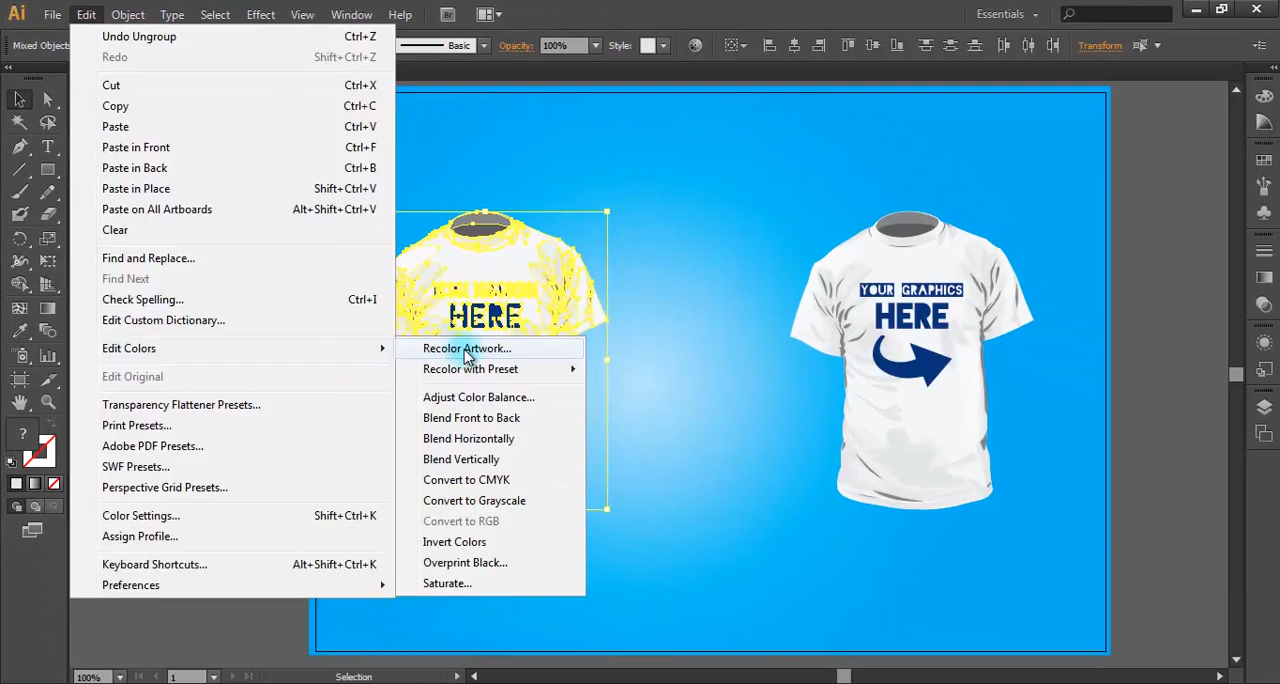 Ai File Edit Object Type Select Effect View Window Help Br Essentials
Mixed Objects Basic Opacity: 100% Style: Transform
Undo Ungroup Ctrl+Z
Redo Shift+Ctrl+Z
Cut Ctrl+X
Copy Ctrl+C
Paste Ctrl+V
Paste in Front Ctrl+F
Paste in Back Ctrl+B
Paste in Place Shift+Ctrl+V
Paste on All Artboards Alt+Shift+Ctrl+V
Clear
Find and Replace...
Find Next
Check Spelling... Ctrl+I
Edit Custom Dictionary...
Edit Colors
Edit Original
Transparency Flattener Presets...
Print Presets...
Adobe PDF Presets...
SWF Presets...
Perspective Grid Presets...
Color Settings... Shift+Ctrl+K
Assign Profile...
Keyboard Shortcuts... Alt+Shift+Ctrl+K
Preferences
Recolor Artwork...
Recolor with Preset
Adjust Color Balance...
Blend Front to Back
Blend Horizontally
Blend Vertically
Convert to CMYK
Convert to Grayscale
Convert to RGB
Invert Colors
Overprint Black...
Saturate...
HERE
YOUR GRAPHICS
HERE
?
100% 1 Selection